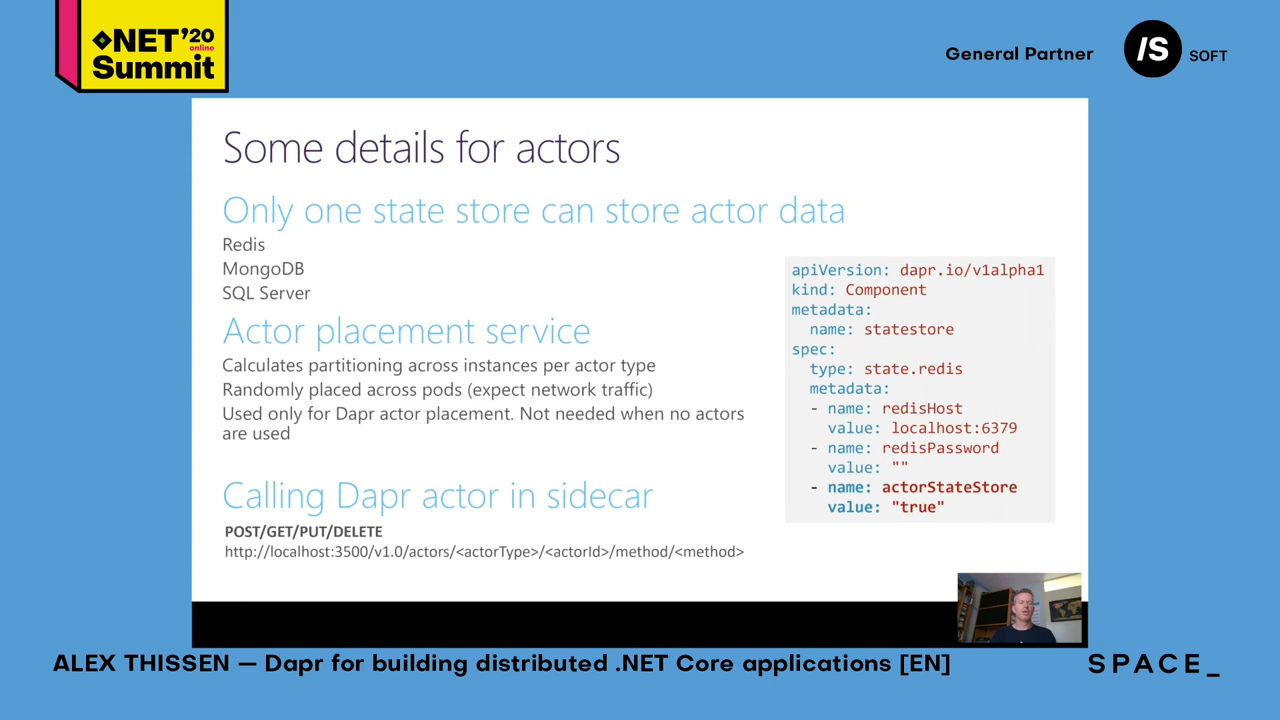 .NET'20
online
Summit
General Partner
/S SOFT
Some details for actors
Only one state store can store actor data
Redis
MongoDB
SQL Server
Actor placement service
Calculates partitioning across instances per actor type
Randomly placed across pods (expect network traffic)
Used only for Dapr actor placement. Not needed when no actors
are used
Calling Dapr actor in sidecar
POST/GET/PUT/DELETE
http://localhost:3500/v1.0/actors/<actorType>/<actorId>/method/<method>
apiVersion: dapr.io/v1alpha1
kind: Component
metadata:
  name: statestore
spec:
  type: state.redis
  metadata:
  - name: redisHost
    value: localhost:6379
  - name: redisPassword
    value: ""
  - name: actorStateStore
    value: "true"
ALEX THISSEN — Dapr for building distributed .NET Core applications [EN]
SPACE_